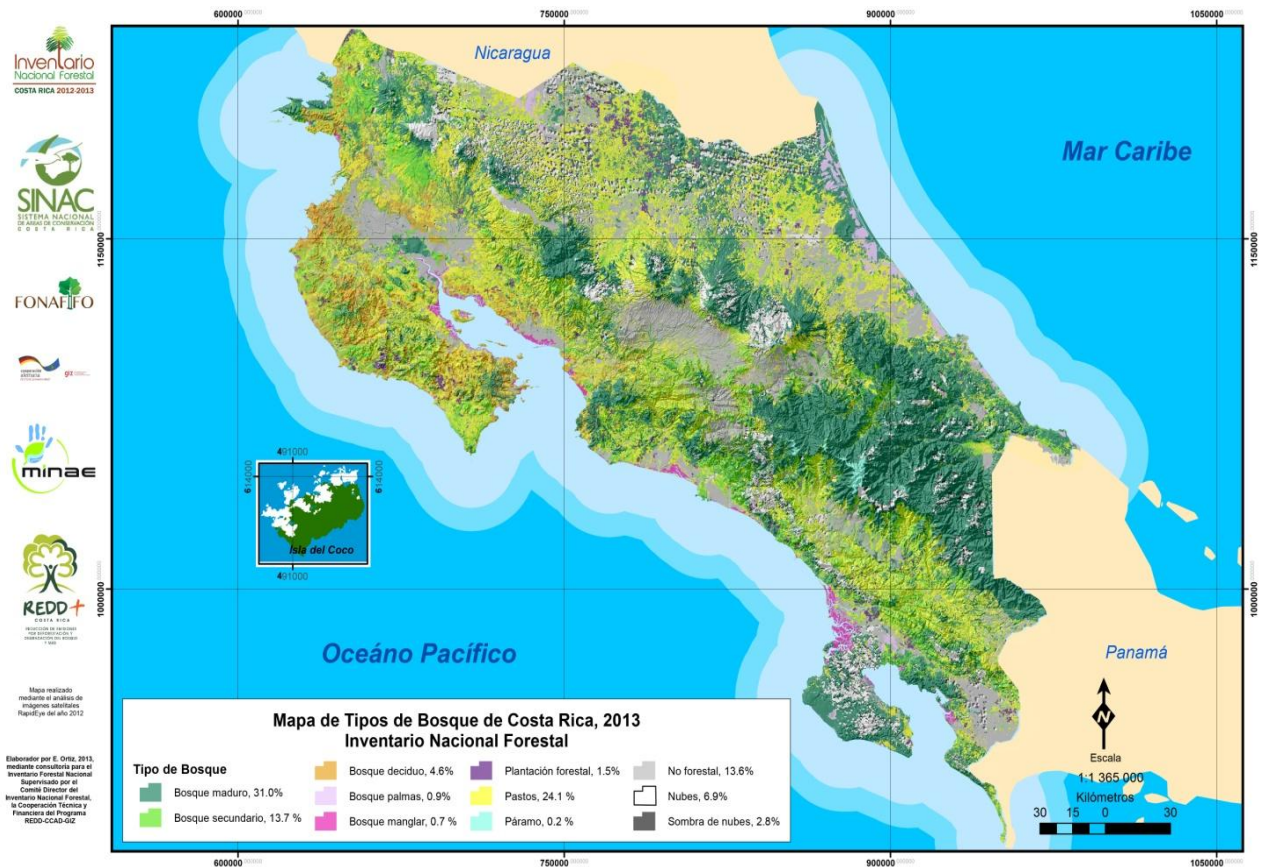 600000
750000
900000
1050000
Inventario
Nacional Forestal
COSTA RICA 2012-2013
SINAC
SISTEMA NACIONAL
DE AREAS DE CONSERVACIÓN
COSTA RICA
FONAFIFO
giz
minae
REDD+
COSTA RICA
Mapa realizado
mediante el análisis de
imágenes satelitales
RapidEye del año 2012
Elaborador por E. Ortiz, 2013,
mediante consultoría para el
Inventario Forestal Nacional
Supervisado por el
Comité Director del
Inventario Nacional Forestal,
la Cooperación Técnica y
Financiera del Programa
REDD-CCAD-GIZ
Nicaragua
Mar Caribe
1150000
1150000
491000
614000
614000
Isla del Coco
491000
1000000
1000000
Océano Pacífico
Panamá
N
Escala
1:1 365 000
Kilómetros
30 15 0 30
Mapa de Tipos de Bosque de Costa Rica, 2013
Inventario Nacional Forestal
Tipo de Bosque
Bosque maduro, 31.0%
Bosque secundario, 13.7 %
Bosque deciduo, 4.6%
Bosque palmas, 0.9%
Bosque manglar, 0.7 %
Plantación forestal, 1.5%
Pastos, 24.1 %
Páramo, 0.2 %
No forestal, 13.6%
Nubes, 6.9%
Sombra de nubes, 2.8%
600000
750000
900000
1050000